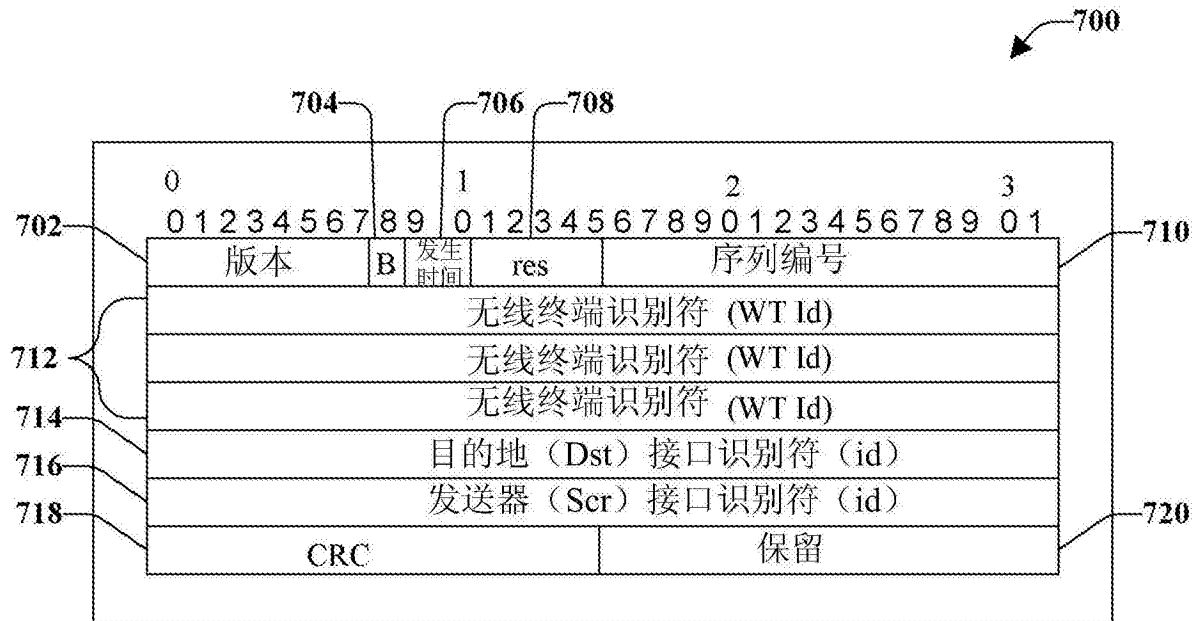 700
704 706 708
0 1 2 3
702 0 1 2 3 4 5 6 7 8 9 0 1 2 3 4 5 6 7 8 9 0 1 2 3 4 5 6 7 8 9 0 1 710
版本 B 发生时间 res 序列编号
无线终端识别符 (WT Id)
712 无线终端识别符 (WT Id)
无线终端识别符 (WT Id)
714 目的地（Dst）接口识别符（id）
716 发送器（Scr）接口识别符（id）
718 CRC 保留 720